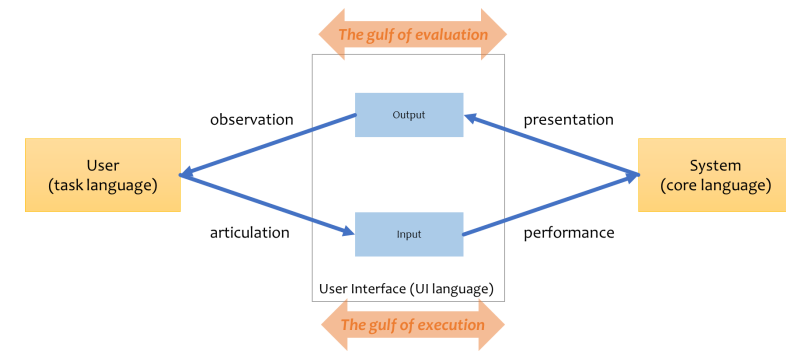 The gulf of evaluation
observation
Output
presentation
User
(task language)
System
(core language)
articulation
Input
performance
User Interface (UI language)
The gulf of execution